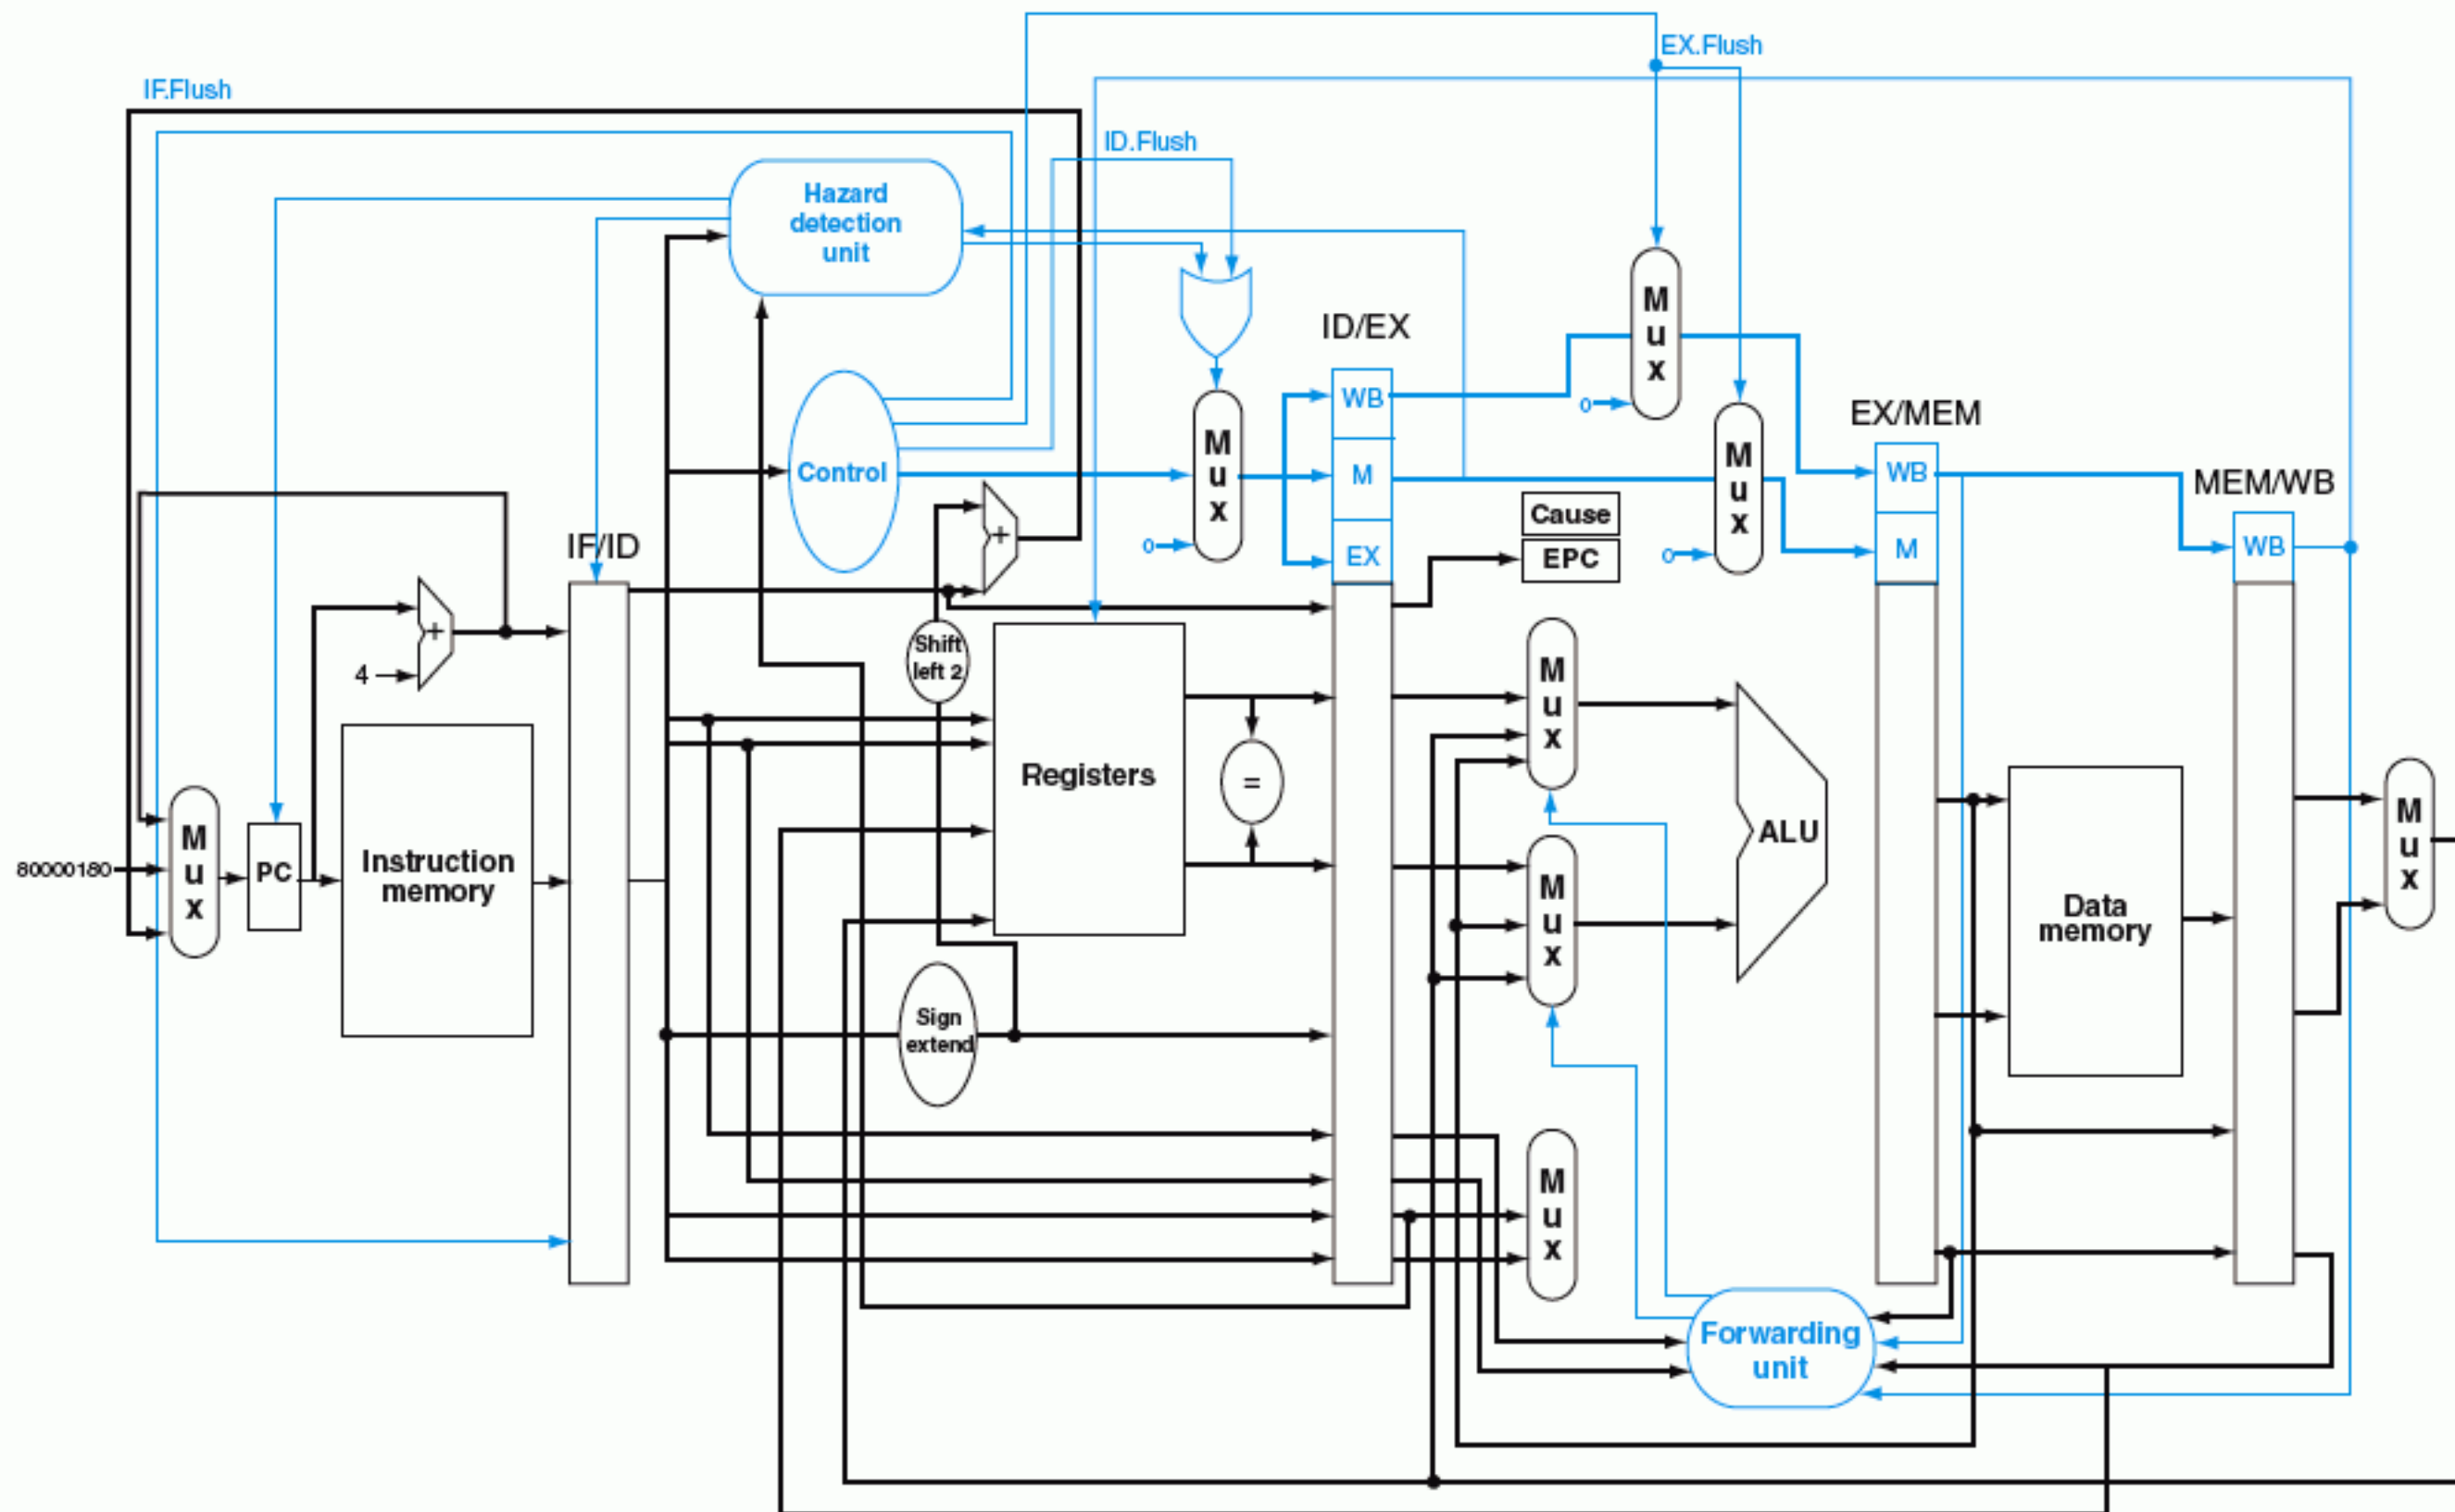 EX.Flush
IF.Flush
ID.Flush
Hazard
detection
unit
M
u
x
ID/EX
WB
0
EX/MEM
Control
M
u
x
M
M
u
x
WB
MEM/WB
Cause
+
IF/ID
0
EX
EPC
0
M
WB
+
4
Shift
left 2
M
u
x
Registers
=
M
u
x
80000180
PC
Instruction
memory
M
u
x
ALU
Data
memory
M
u
x
Sign
extend
M
u
x
Forwarding
unit